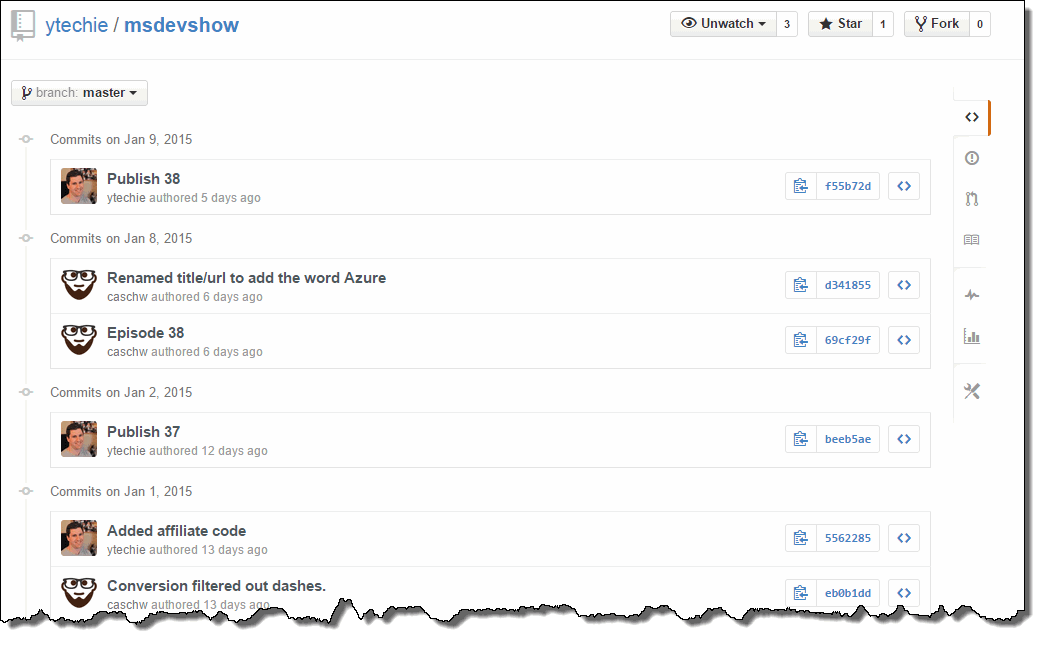 ytechie / msdevshow
Unwatch 3 Star 1 Fork 0
branch: master
Commits on Jan 9, 2015
Publish 38
f55b72d
ytechie authored 5 days ago
Commits on Jan 8, 2015
Renamed title/url to add the word Azure
d341855
caschw authored 6 days ago
Episode 38
69cf29f
caschw authored 6 days ago
Commits on Jan 2, 2015
Publish 37
beeb5ae
ytechie authored 12 days ago
Commits on Jan 1, 2015
Added affiliate code
5562285
ytechie authored 13 days ago
Conversion filtered out dashes.
eb0b1dd
caschw authored 13 days ago